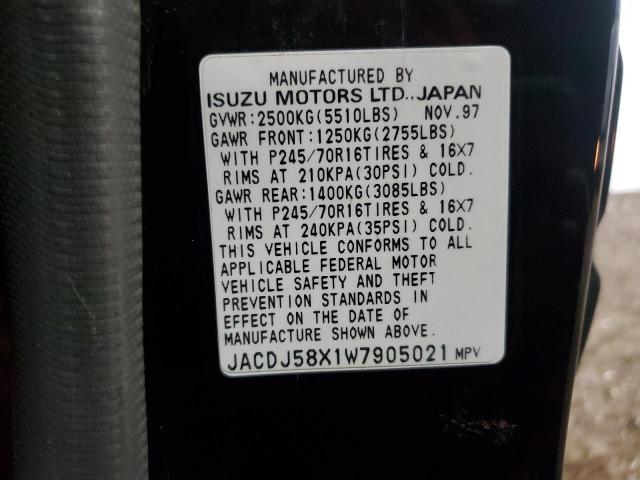 MANUFACTURED BY
ISUZU MOTORS LTD., JAPAN
GVWR:2500KG(5510LBS) NOV.97
GAWR FRONT:1250KG(2755LBS)
WITH P245/70R16TIRES & 16X7
RIMS AT 210KPA(30PSI) COLD.
GAWR REAR:1400KG(3085LBS)
WITH P245/70R16TIRES & 16X7
RIMS AT 240KPA(35PSI) COLD.
THIS VEHICLE CONFORMS TO ALL
APPLICABLE FEDERAL MOTOR
VEHICLE SAFETY AND THEFT
PREVENTION STANDARDS IN
EFFECT ON THE DATE OF
MANUFACTURE SHOWN ABOVE.
JACDJ58X1W7905021 MPV